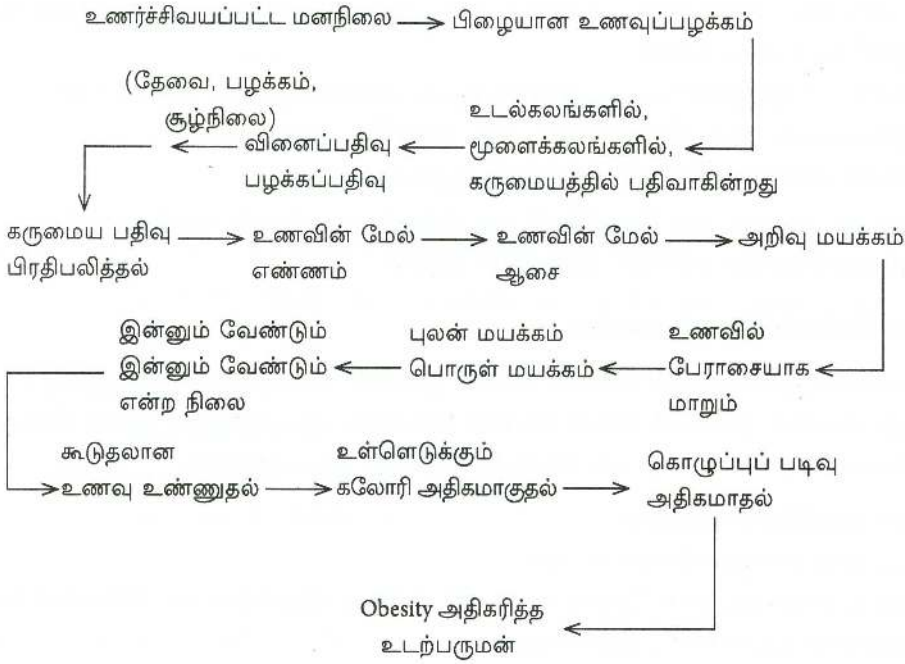 உணர்ச்சிவயப்பட்ட மனநிலை பிழையான உணவுப்பழக்கம்
(தேவை, பழக்கம்,
சூழ்நிலை)
வினைப்பதிவு
பழக்கப்பதிவு
உடல்கலங்களில்,
மூளைக்கலங்களில்,
கருமையத்தில் பதிவாகின்றது
கருமைய பதிவு
பிரதிபலித்தல்
உணவின் மேல்
எண்ணம்
உணவின் மேல்
ஆசை
அறிவு மயக்கம்
இன்னும் வேண்டும்
இன்னும் வேண்டும்
என்ற நிலை
புலன் மயக்கம்
பொருள் மயக்கம்
உணவில்
பேராசையாக
மாறும்
கூடுதலான
உணவு உண்ணுதல்
உள்ளெடுக்கும்
கலோரி அதிகமாகுதல்
கொழுப்புப் படிவு
அதிகமாதல்
Obesity அதிகரித்த
உடற்பருமன்